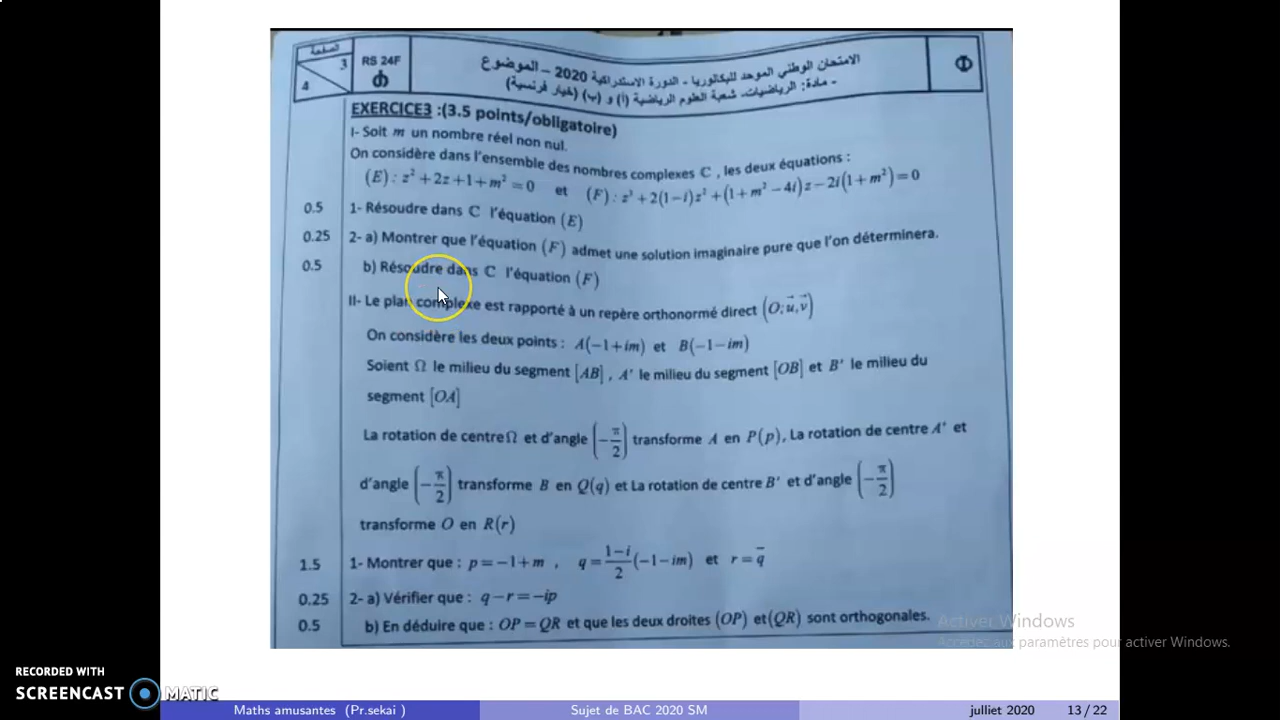 الصفحة
3
4
RS 24F
الامتحان الوطني الموحد للبكالوريا - الدورة الاستدراكية 2020 – الموضوع
- مادة: الرياضيات- شعبة العلوم الرياضية (أ) و (ب) (خيار فرنسية)
EXERCICE3 :(3.5 points/obligatoire)
I- Soit m un nombre réel non nul.
On considère dans l'ensemble des nombres complexes ℂ, les deux équations :
(E): z² + 2z + 1 + m² = 0 et (F): z³ + 2(1−i)z² + (1+m²−4i)z − 2i(1+m²) = 0
0.5 1- Résoudre dans ℂ l'équation (E)
0.25 2- a) Montrer que l'équation (F) admet une solution imaginaire pure que l'on déterminera.
0.5 b) Résoudre dans ℂ l'équation (F)
II- Le plan complexe est rapporté à un repère orthonormé direct (O; u⃗, v⃗)
On considère les deux points : A(−1+im) et B(−1−im)
Soient Ω le milieu du segment [AB], A' le milieu du segment [OB] et B' le milieu du
segment [OA]
La rotation de centre Ω et d'angle (−π/2) transforme A en P(p), La rotation de centre A' et
d'angle (−π/2) transforme B en Q(q) et La rotation de centre B' et d'angle (−π/2)
transforme O en R(r)
1.5 1- Montrer que : p = −1+m , q = (1−i)/2 (−1−im) et r = q̄
0.25 2- a) Vérifier que : q − r = −ip
0.5 b) En déduire que : OP = QR et que les deux droites (OP) et (QR) sont orthogonales.
Activer Windows
Accédez aux paramètres pour activer Windows.
RECORDED WITH
SCREENCAST MATIC
Maths amusantes (Pr.sekai ) Sujet de BAC 2020 SM julliet 2020 13 / 22